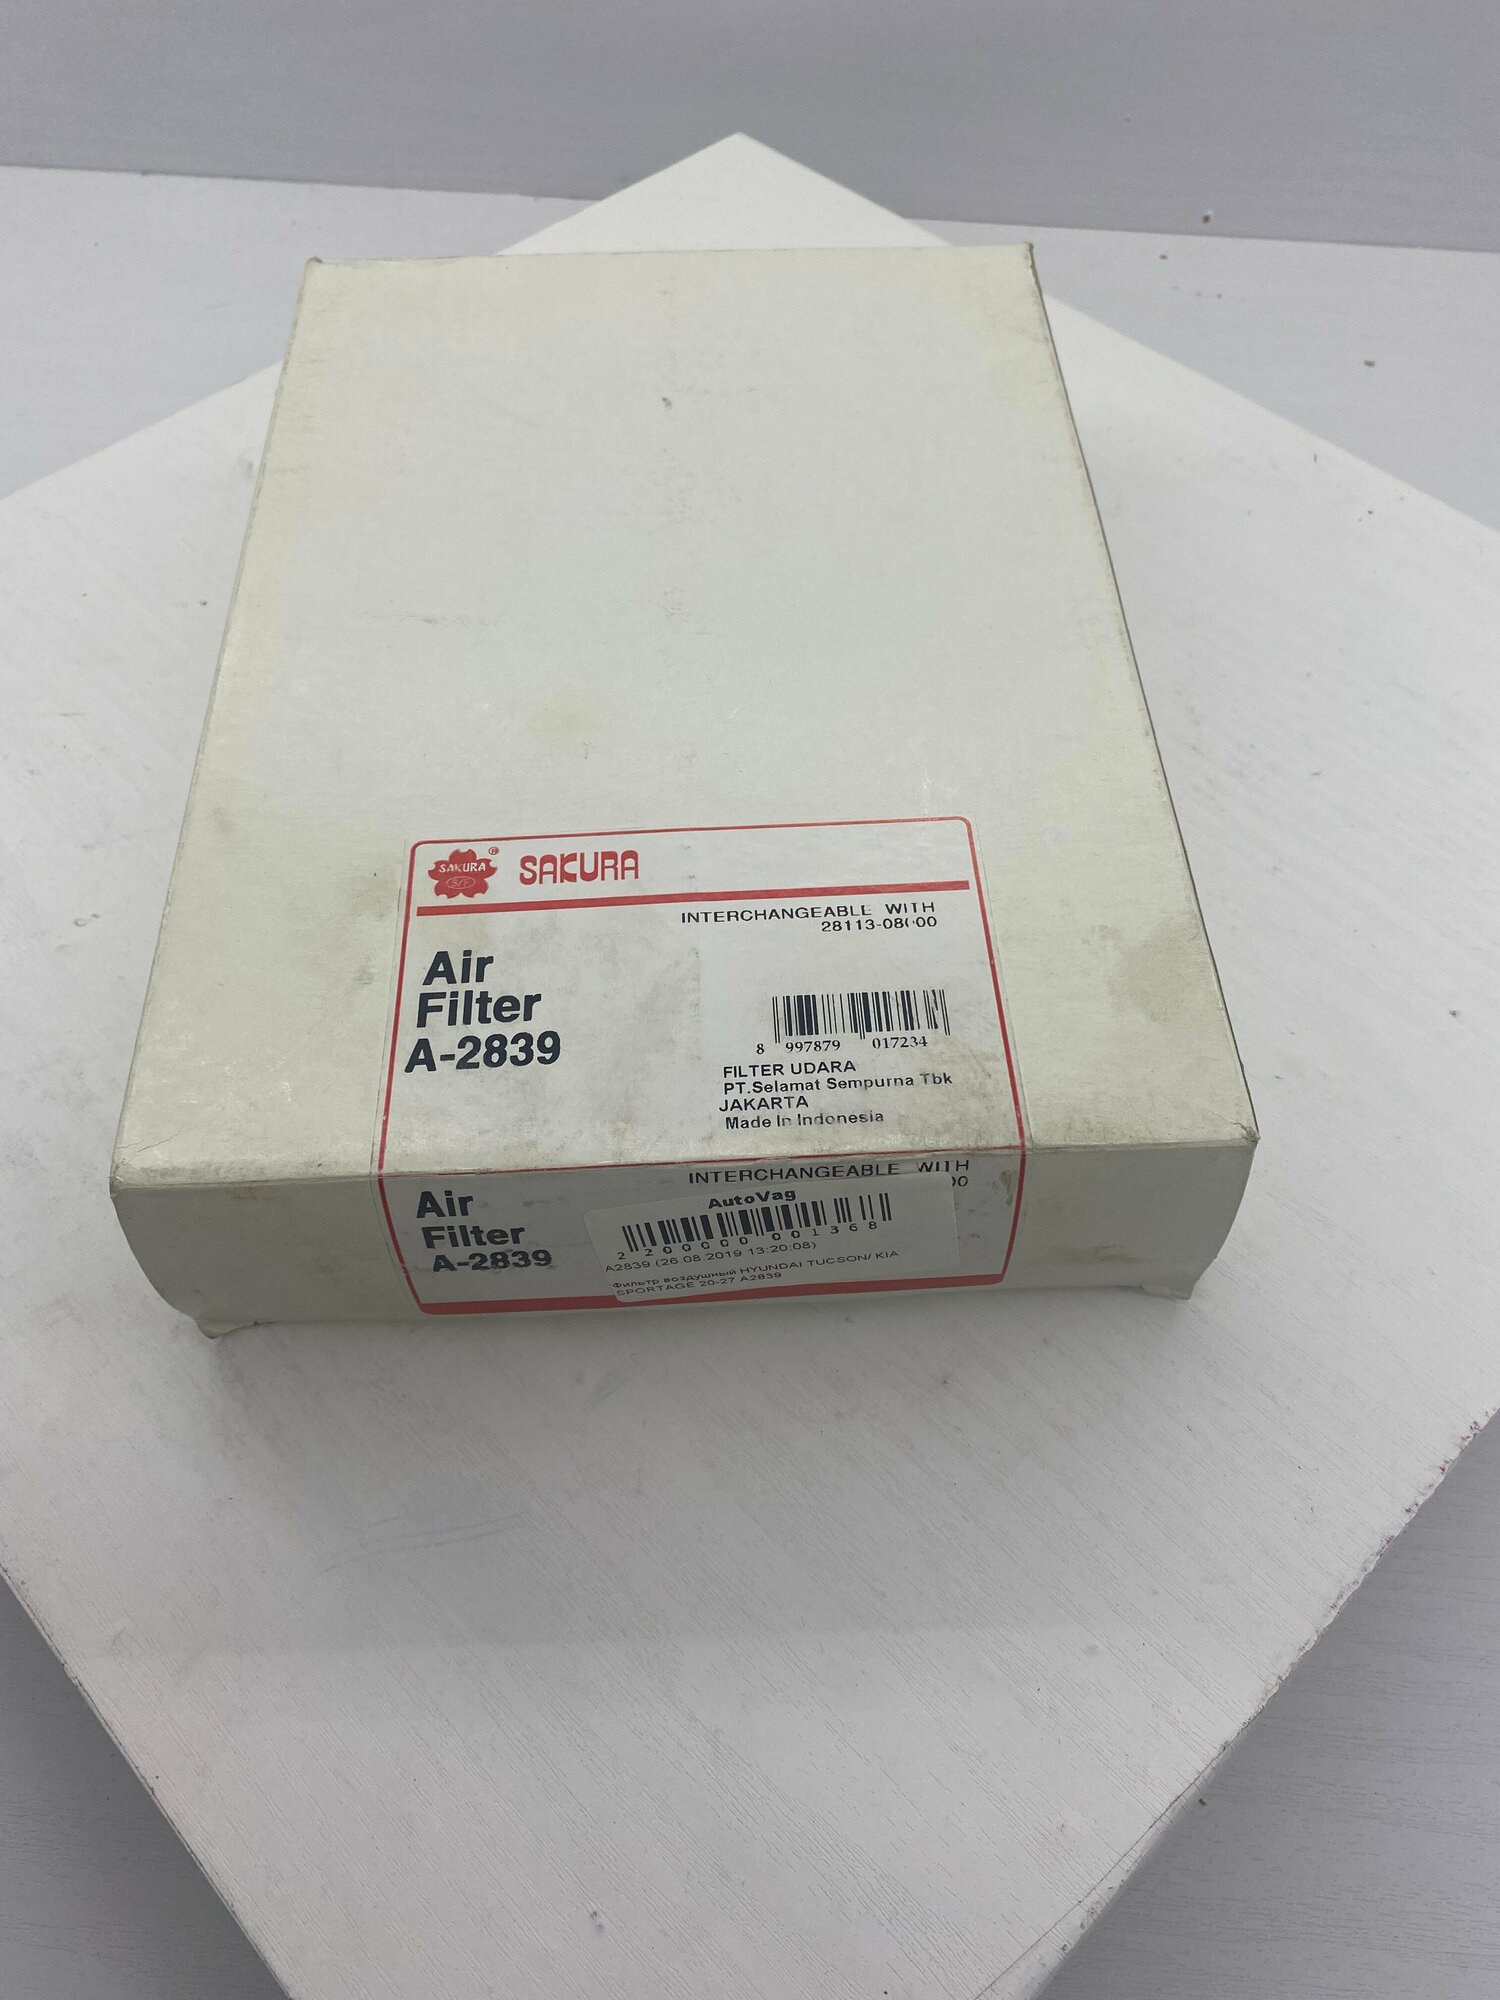 SAKURA
S/F
®
SAKURA
INTERCHANGEABLE WITH
Air
Filter
A-2839
8 997879 017234
FILTER UDARA
PT.Selamat Sempurna Tbk
JAKARTA
Made In Indonesia
INTERCHANGEABLE WITH
Air
Filter
A-2839
AutoVag
2 200000 001368
A2839 (26.08.2019 13:20:08)
Фильтр воздушный HYUNDAI TUCSON/ KIA
SPORTAGE 20-27 A2839